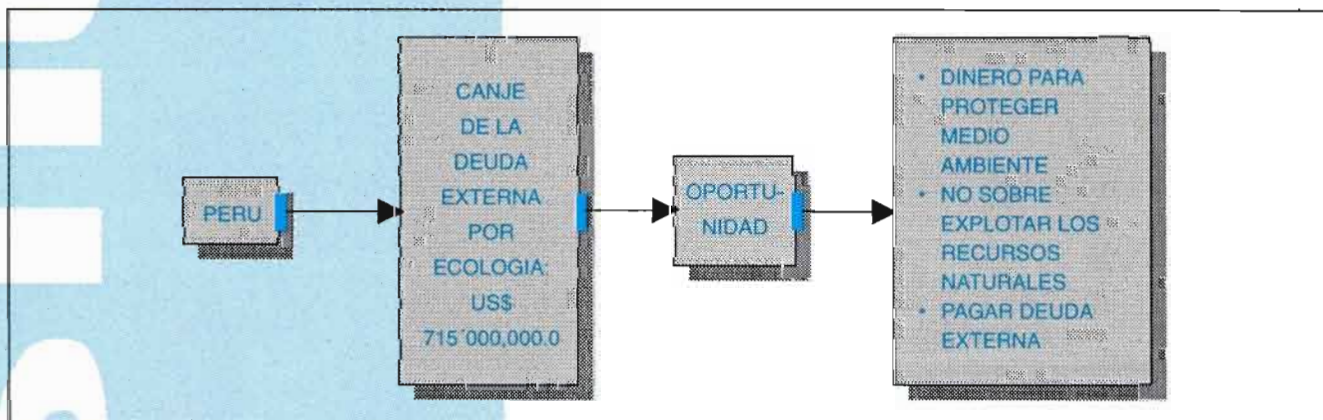 PERU
CANJE
DE LA
DEUDA
EXTERNA
POR
ECOLOGIA:
US$
715´000,000.0
OPORTU-
NIDAD
• DINERO PARA
PROTEGER
MEDIO
AMBIENTE
• NO SOBRE
EXPLOTAR LOS
RECURSOS
NATURALES
• PAGAR DEUDA
EXTERNA